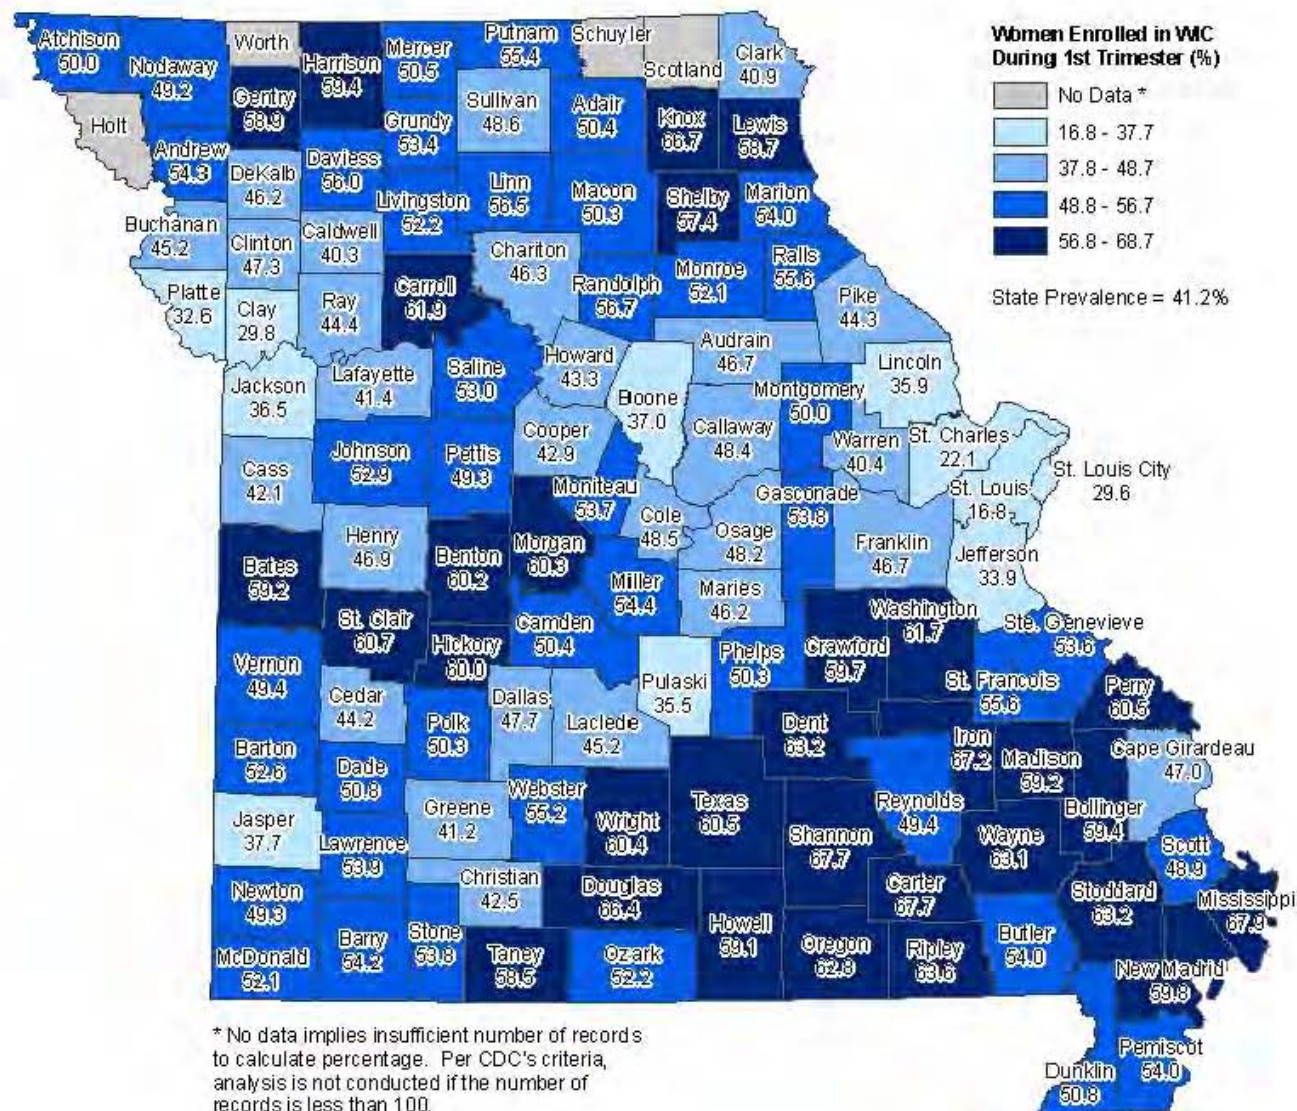 Women Enrolled in WIC
During 1st Trimester (%)
No Data *
16.8 - 37.7
37.8 - 48.7
48.8 - 56.7
56.8 - 68.7
State Prevalence = 41.2%
Atchison
50.0
Nodaway
49.2
Worth
Harrison
59.4
Mercer
50.5
Putnam
55.4
Schuyler
Scotland
Clark
40.9
Holt
Gentry
58.9
Grundy
53.4
Sullivan
48.6
Adair
50.4
Knox
66.7
Lewis
58.7
Andrew
54.3
DeKalb
46.2
Daviess
56.0
Livingston
52.2
Linn
56.5
Macon
50.3
Shelby
57.4
Marion
54.0
Buchanan
45.2
Clinton
47.3
Caldwell
40.3
Chariton
46.3
Randolph
56.7
Monroe
52.1
Ralls
55.6
Platte
32.6
Clay
29.8
Ray
44.4
Carroll
61.9
Pike
44.3
Jackson
36.5
Lafayette
41.4
Saline
53.0
Howard
43.3
Boone
37.0
Audrain
46.7
Montgomery
50.0
Lincoln
35.9
Cass
42.1
Johnson
52.9
Pettis
49.3
Cooper
42.9
Callaway
48.4
Warren
40.4
St. Charles
22.1
St. Louis City
29.6
St. Louis
16.8
Moniteau
53.7
Cole
48.5
Gasconade
53.8
Osage
48.2
Franklin
46.7
Jefferson
33.9
Bates
59.2
Henry
46.9
Benton
60.2
Morgan
60.3
Miller
54.4
Maries
46.2
St. Clair
60.7
Hickory
60.0
Camden
50.4
Washington
61.7
Ste. Genevieve
53.6
Vernon
49.4
Cedar
44.2
Polk
50.3
Dallas
47.7
Laclede
45.2
Pulaski
35.5
Phelps
50.3
Crawford
59.7
St. Francois
55.6
Perry
60.5
Barton
52.6
Dade
50.8
Dent
63.2
Iron
67.2
Madison
59.2
Cape Girardeau
47.0
Jasper
37.7
Lawrence
53.9
Greene
41.2
Webster
55.2
Wright
60.4
Texas
60.5
Shannon
67.7
Reynolds
49.4
Wayne
63.1
Bollinger
59.4
Scott
48.9
Newton
49.3
Christian
42.5
Douglas
66.4
Carter
67.7
Stoddard
63.2
Mississippi
67.9
McDonald
52.1
Barry
54.2
Stone
53.8
Taney
58.5
Ozark
52.2
Howell
59.1
Oregon
62.8
Ripley
63.6
Butler
54.0
New Madrid
59.8
Pemiscot
54.0
Dunklin
50.8
* No data implies insufficient number of records
to calculate percentage. Per CDC's criteria,
analysis is not conducted if the number of
records is less than 100.